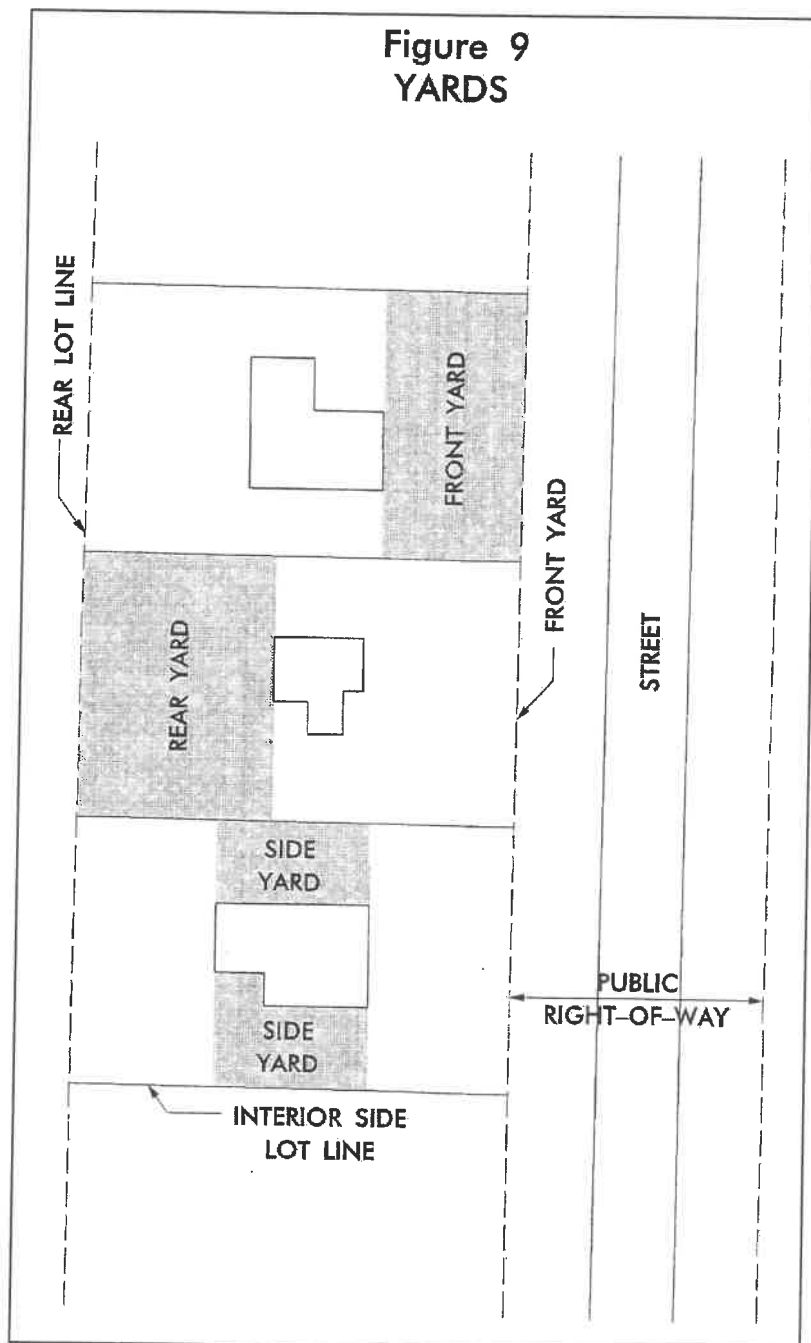 Figure 9
YARDS
REAR LOT LINE
FRONT YARD
FRONT YARD
STREET
REAR YARD
SIDE
YARD
PUBLIC
RIGHT–OF–WAY
SIDE
YARD
INTERIOR SIDE
LOT LINE